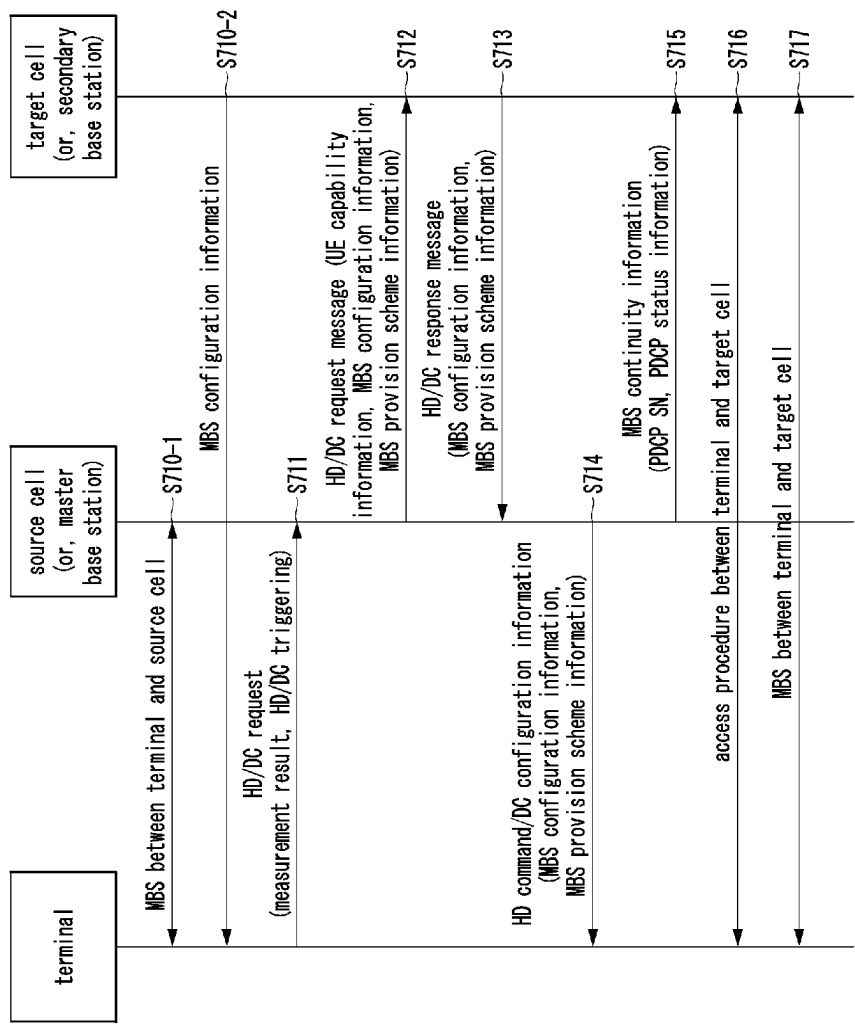 terminal
source cell
(or, master
base station)
target cell
(or, secondary
base station)
MBS between terminal and source cell
S710-1
MBS configuration information
S710-2
HD/DC request
(measurement result, HD/DC triggering)
S711
HD/DC request message (UE capability
information, MBS configuration information,
MBS provision scheme information)
S712
HD/DC response message
(MBS configuration information,
MBS provision scheme information)
S713
HD command/DC configuration information
(MBS configuration information,
MBS provision scheme information)
S714
MBS continuity information
(PDCP SN, PDCP status information)
S715
access procedure between terminal and target cell
S716
MBS between terminal and target cell
S717